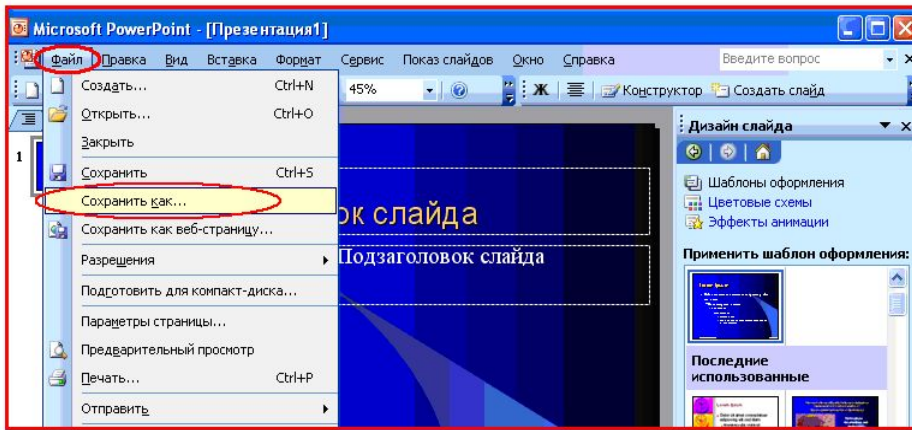 Microsoft PowerPoint - [Презентация1]
Файл Правка Вид Вставка Формат Сервис Показ слайдов Окно Справка Введите вопрос
45% Ж Конструктор Создать слайд
Создать... Ctrl+N
Открыть... Ctrl+O
Закрыть
Сохранить Ctrl+S
Сохранить как...
Сохранить как веб-страницу...
Разрешения
Подготовить для компакт-диска...
Параметры страницы...
Предварительный просмотр
Печать... Ctrl+P
Отправить
1
ок слайда
Подзаголовок слайда
Дизайн слайда
Шаблоны оформления
Цветовые схемы
Эффекты анимации
Применить шаблон оформления:
Последние
использованные